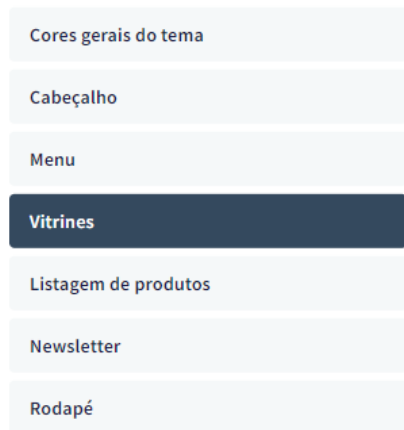 Cores gerais do tema
Cabeçalho
Menu
Vitrines
Listagem de produtos
Newsletter
Rodapé